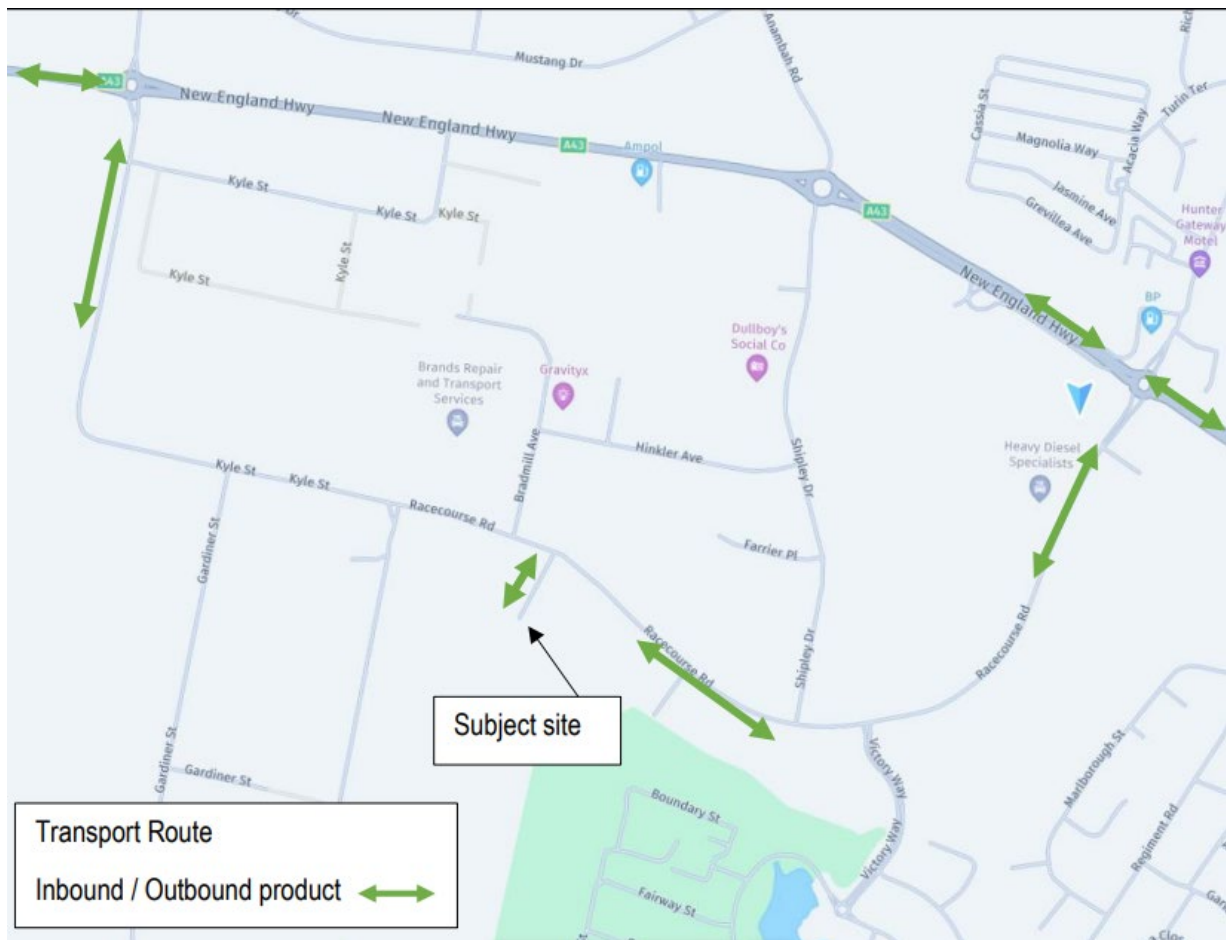 Mustang Dr
Anambah Rd
A43
New England Hwy
New England Hwy
A43
Ampol
Cassia St
Turin Ter
Magnolia Way
Acacia Way
Jasmine Ave
Grevillea Ave
Hunter
Gateway
Motel
A43
Kyle St
Kyle St
Kyle St
Kyle St
Kyle St
New England Hwy
BP
Dullboy's
Social Co
Brands Repair
and Transport
Services
Gravityx
Bradmill Ave
Hinkler Ave
Shipley Dr
Heavy Diesel
Specialists
Kyle St
Kyle St
Racecourse Rd
Gardiner St
Farrier Pl
Racecourse Rd
Shipley Dr
Racecourse Rd
Subject site
Gardiner St
Gardiner St
Victory Way
Marlborough St
Regiment Rd
Boundary St
Victory Way
Fairway St
Transport Route
Inbound / Outbound product